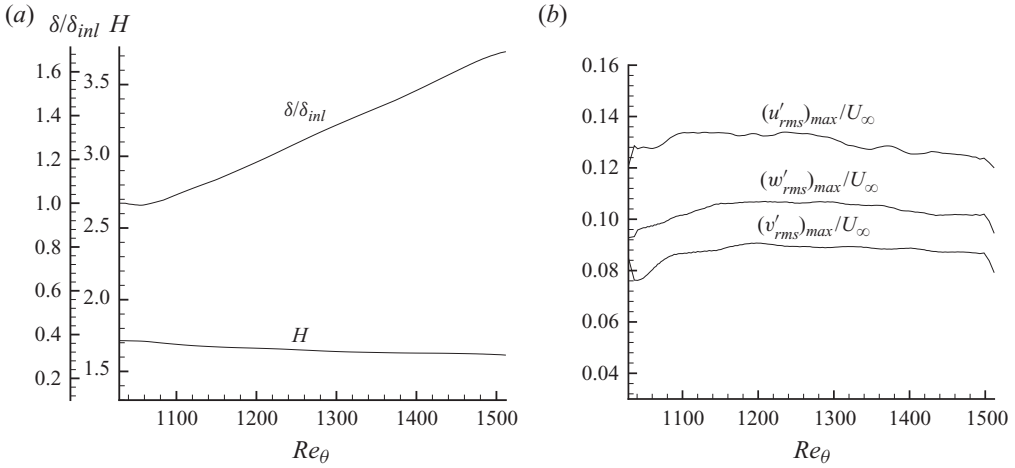 (a)
δ/δinl H
1.6
1.4
1.2
1.0
0.8
0.6
0.4
0.2
3.5
3.0
2.5
2.0
1.5
δ/δinl
H
1100 1200 1300 1400 1500
Reθ
(b)
0.16
0.14
0.12
0.10
0.08
0.06
0.04
(u′rms)max/U∞
(w′rms)max/U∞
(v′rms)max/U∞
1100 1200 1300 1400 1500
Reθ